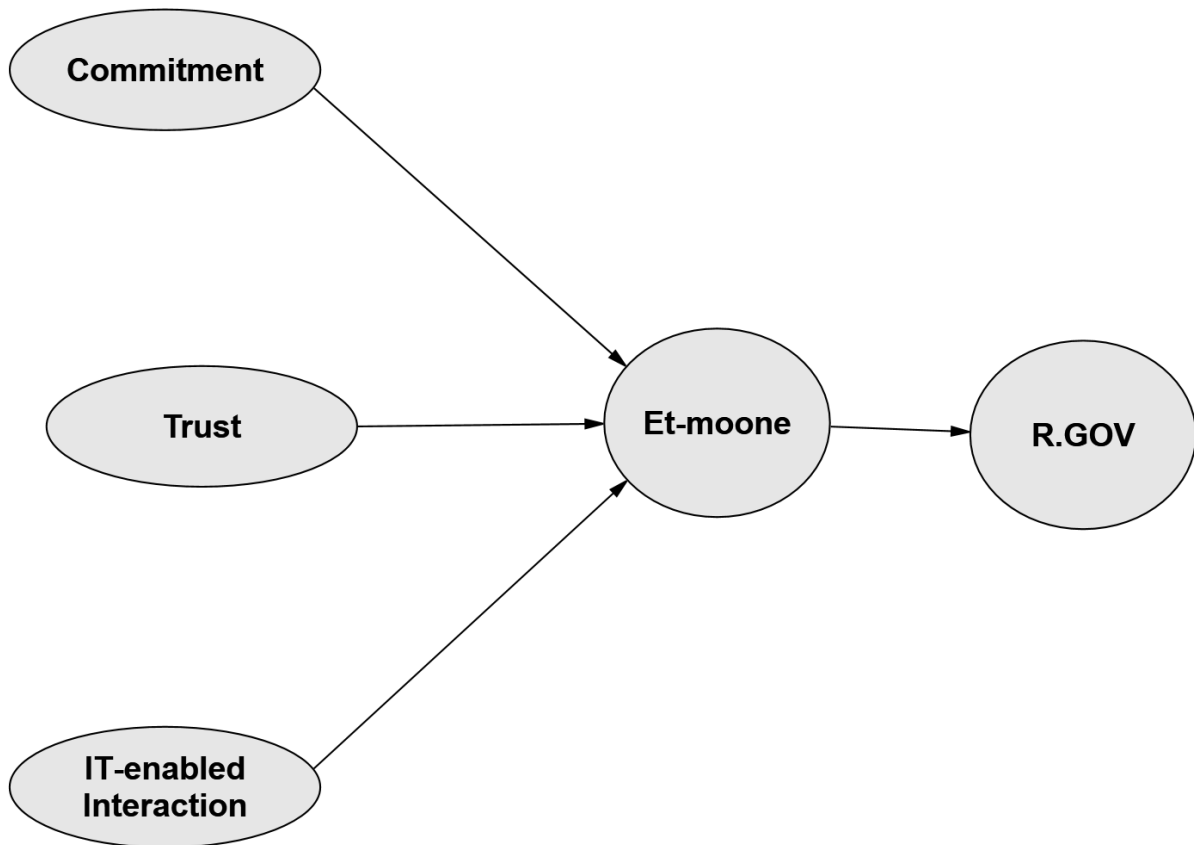 Commitment
Trust
Et-moone
R.GOV
IT-enabled
Interaction